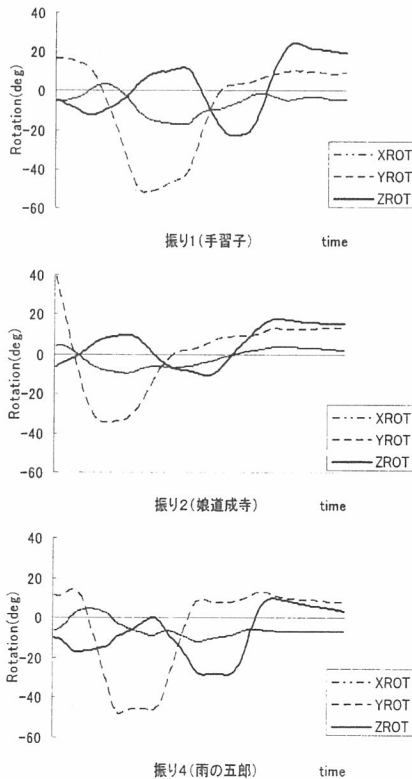 40
20
0
-20
-40
-60
Rotation(deg)
XROT
YROT
ZROT
振り1(手習子) time
40
20
0
-20
-40
-60
Rotation(deg)
XROT
YROT
ZROT
振り2(娘道成寺) time
40
20
0
-20
-40
-60
Rotation(deg)
XROT
YROT
ZROT
振り4(雨の五郎) time